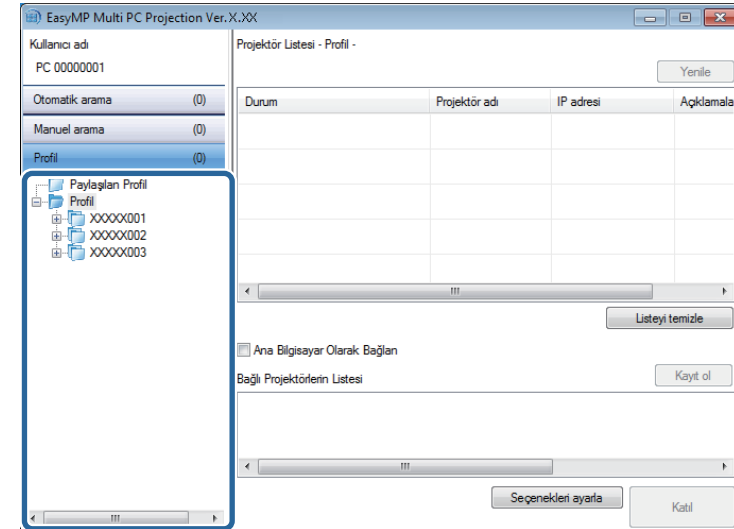 EasyMP Multi PC Projection Ver.X.XX
Kullanıcı adı
PC 00000001
Otomatik arama (0)
Manuel arama (0)
Profil (0)
Paylaşılan Profil
Profil
XXXXX001
XXXXX002
XXXXX003
Projektör Listesi - Profil -
Yenile
Durum Projektör adı IP adresi Açıklamala
Listeyi temizle
Ana Bilgisayar Olarak Bağlan
Bağlı Projektörlerin Listesi
Kayıt ol
Seçenekleri ayarla
Katıl